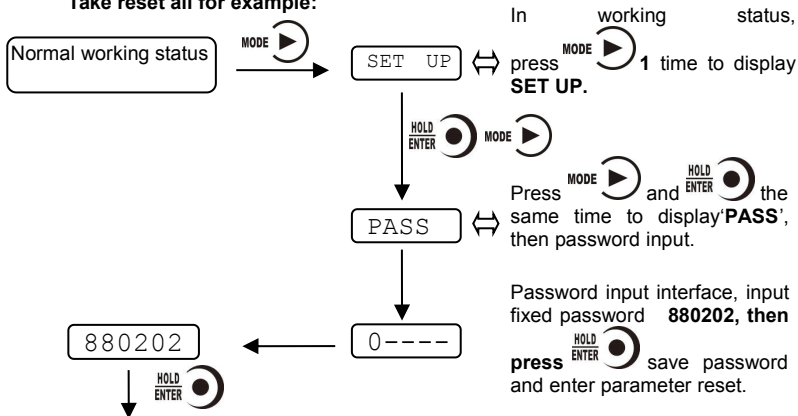 Take reset all for example:
Normal working status
MODE
SET UP
In working status,
press MODE 1 time to display
SET UP.
HOLD
ENTER
MODE
PASS
Press MODE and HOLD
ENTER the
same time to display‘PASS’,
then password input.
880202
0----
Password input interface, input
fixed password 880202, then
press HOLD
ENTER save password
and enter parameter reset.
HOLD
ENTER